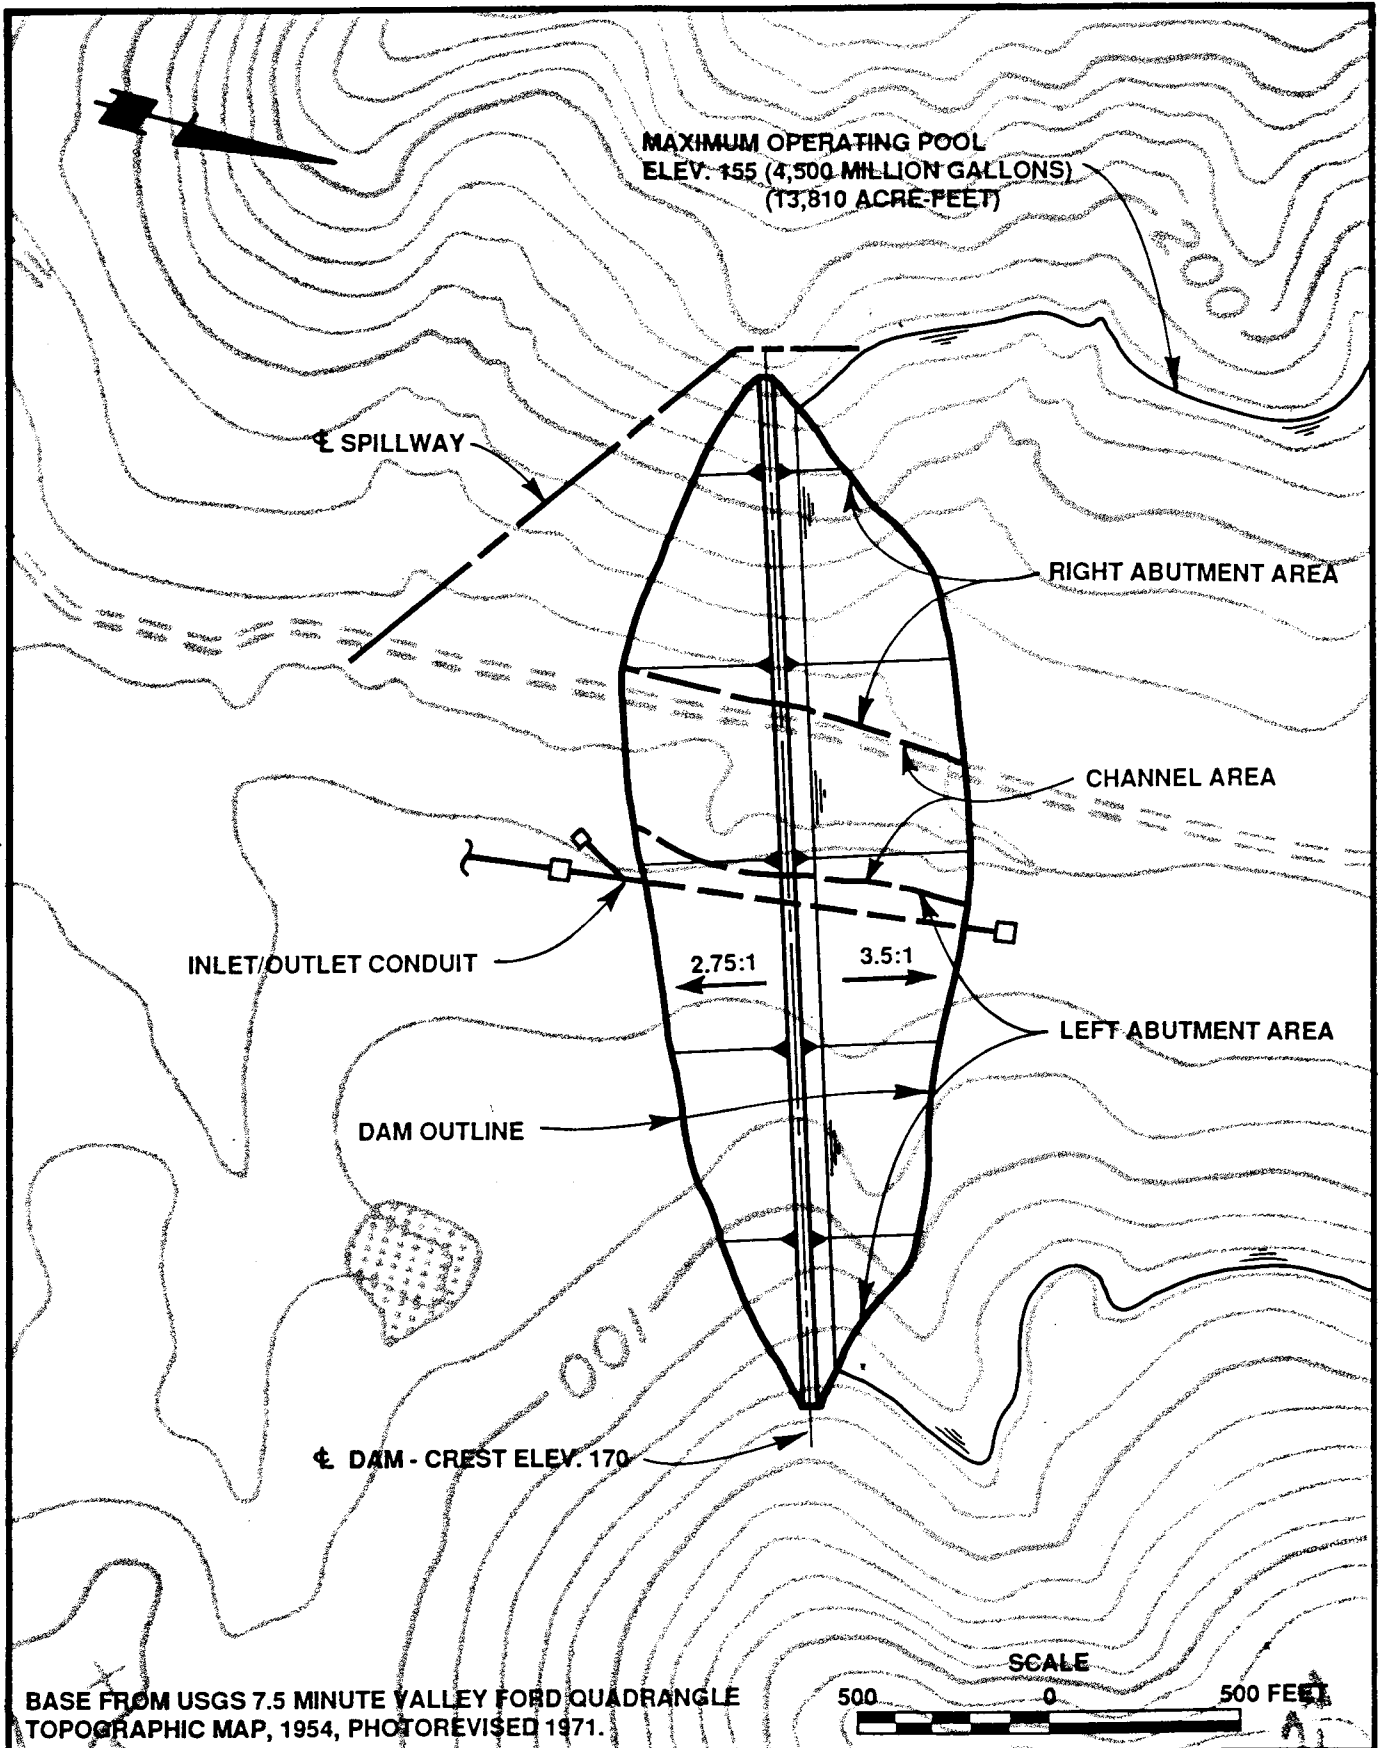 MAXIMUM OPERATING POOL
ELEV. 155 (4,500 MILLION GALLONS)
(13,810 ACRE-FEET)
200
℄ SPILLWAY
RIGHT ABUTMENT AREA
CHANNEL AREA
INLET/OUTLET CONDUIT
2.75:1
3.5:1
LEFT ABUTMENT AREA
DAM OUTLINE
100
℄ DAM - CREST ELEV. 170
SCALE
500 0 500 FEET
BASE FROM USGS 7.5 MINUTE VALLEY FORD QUADRANGLE
TOPOGRAPHIC MAP, 1954, PHOTOREVISED 1971.